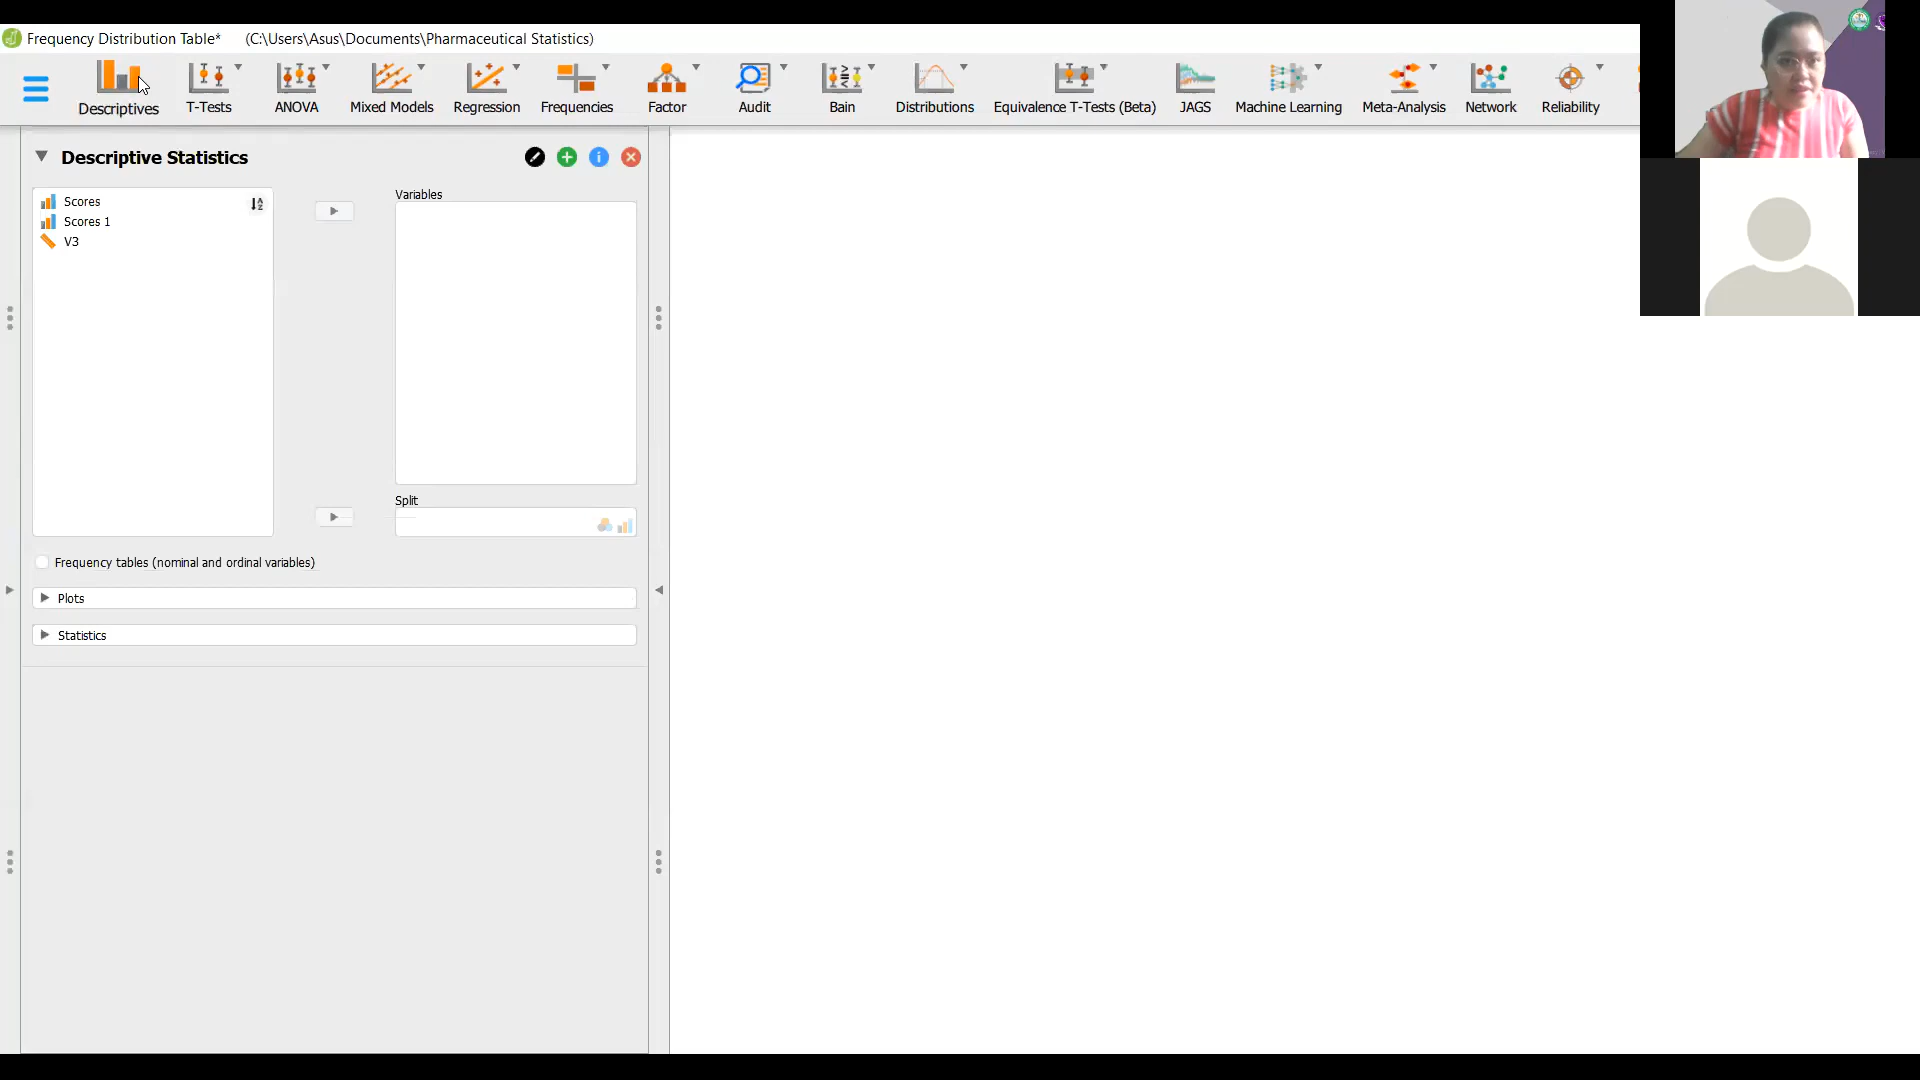 Frequency Distribution Table* (C:\Users\Asus\Documents\Pharmaceutical Statistics)
Descriptives T-Tests ANOVA Mixed Models Regression Frequencies Factor Audit Bain Distributions Equivalence T-Tests (Beta) JAGS Machine Learning Meta-Analysis Network Reliability
Descriptive Statistics
Scores
Scores 1
V3
Variables
Split
Frequency tables (nominal and ordinal variables)
Plots
Statistics